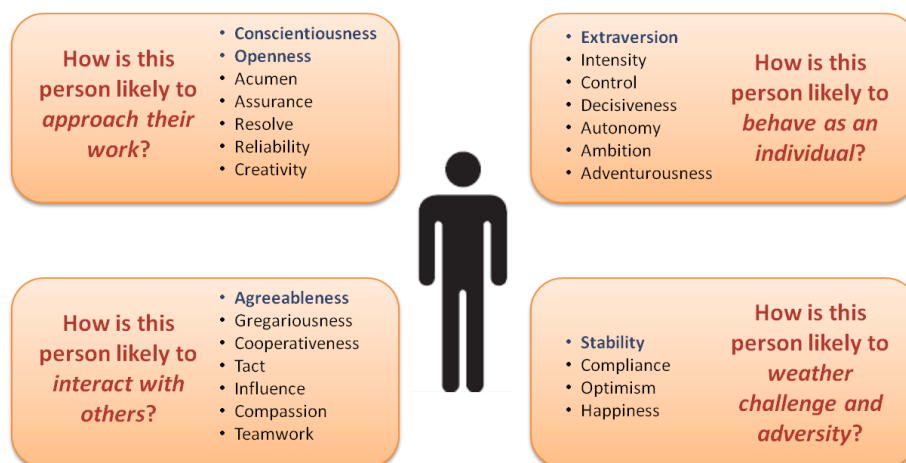 How is this
person likely to
approach their
work?
• Conscientiousness
• Openness
• Acumen
• Assurance
• Resolve
• Reliability
• Creativity
• Extraversion
• Intensity
• Control
• Decisiveness
• Autonomy
• Ambition
• Adventurousness
How is this
person likely to
behave as an
individual?
How is this
person likely to
interact with
others?
• Agreeableness
• Gregariousness
• Cooperativeness
• Tact
• Influence
• Compassion
• Teamwork
• Stability
• Compliance
• Optimism
• Happiness
How is this
person likely to
weather
challenge and
adversity?